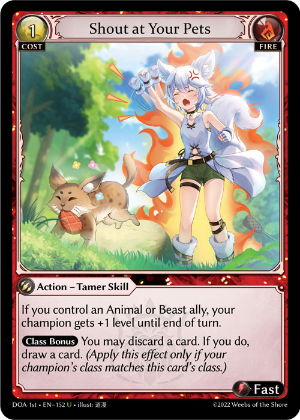 1
Shout at Your Pets
COST
FIRE
Action – Tamer Skill
If you control an Animal or Beast ally, your
champion gets +1 level until end of turn.
Class Bonus You may discard a card. If you do,
draw a card. (Apply this effect only if your
champion's class matches this card's class.)
Fast
DOA 1st • EN-152 U • illust: 道漫
©2022 Weebs of the Shore